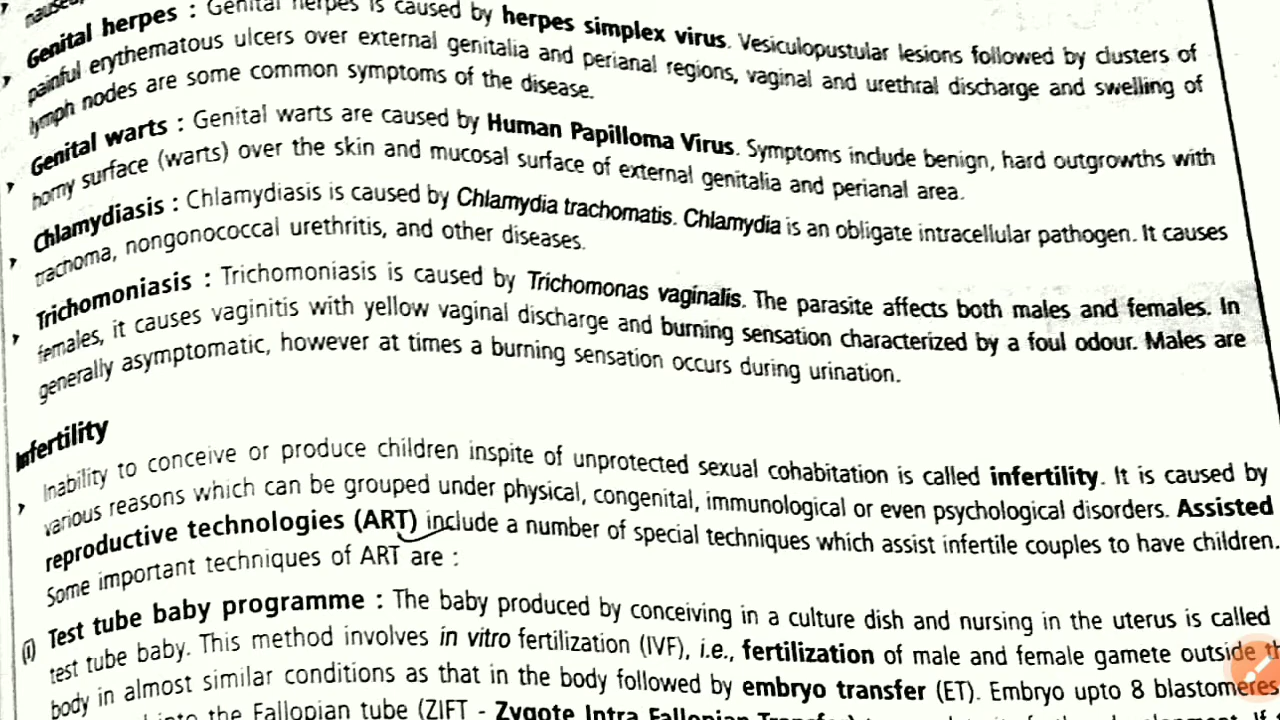 Genital herpes : Genital herpes is caused by herpes simplex virus. Vesiculopustular lesions followed by clusters of
painful erythematous ulcers over external genitalia and perianal regions, vaginal and urethral discharge and swelling of
lymph nodes are some common symptoms of the disease.
Genital warts : Genital warts are caused by Human Papilloma Virus. Symptoms include benign, hard outgrowths with
horny surface (warts) over the skin and mucosal surface of external genitalia and perianal area.
Chlamydiasis : Chlamydiasis is caused by Chlamydia trachomatis. Chlamydia is an obligate intracellular pathogen. It causes
trachoma, nongonococcal urethritis, and other diseases.
Trichomoniasis : Trichomoniasis is caused by Trichomonas vaginalis. The parasite affects both males and females. In
females, it causes vaginitis with yellow vaginal discharge and burning sensation characterized by a foul odour. Males are
generally asymptomatic, however at times a burning sensation occurs during urination.
Infertility
Inability to conceive or produce children inspite of unprotected sexual cohabitation is called infertility. It is caused by
various reasons which can be grouped under physical, congenital, immunological or even psychological disorders. Assisted
reproductive technologies (ART) include a number of special techniques which assist infertile couples to have children.
Some important techniques of ART are :
(i) Test tube baby programme : The baby produced by conceiving in a culture dish and nursing in the uterus is called
test tube baby. This method involves in vitro fertilization (IVF), i.e., fertilization of male and female gamete outside
body in almost similar conditions as that in the body followed by embryo transfer (ET). Embryo upto 8 blastomeres
into the Fallopian tube (ZIFT - Zygote Intra Fallopian Transfer)